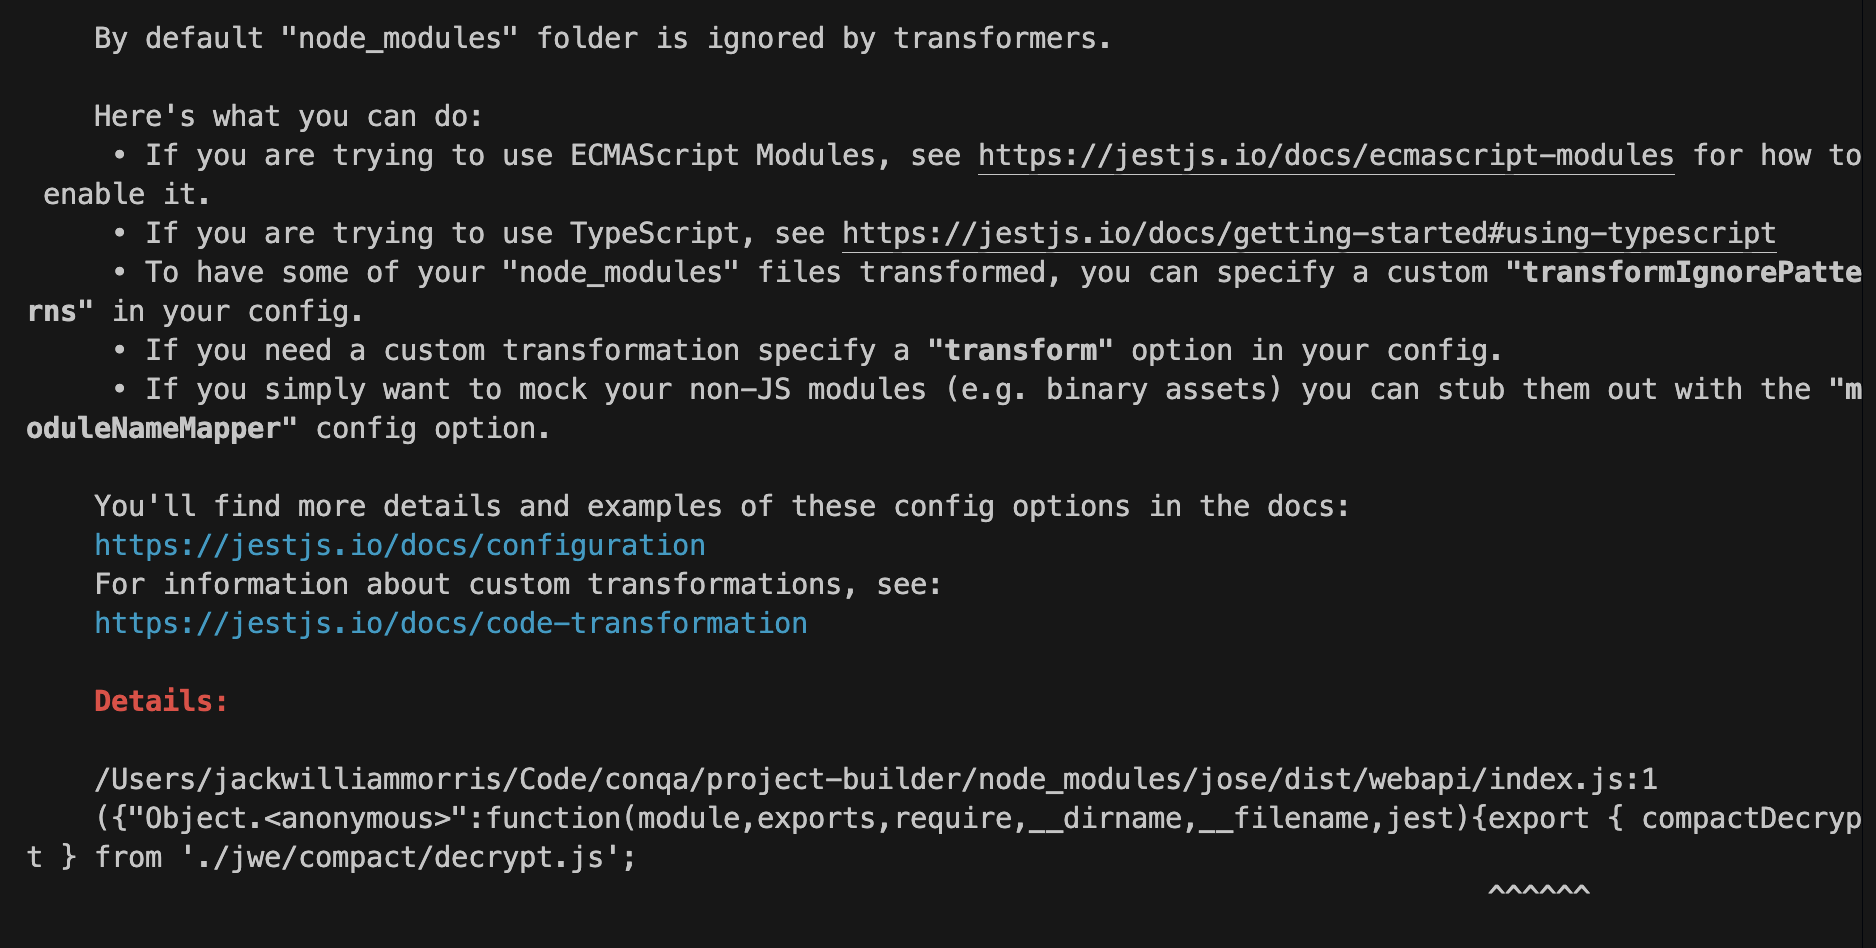 By default "node_modules" folder is ignored by transformers.
Here's what you can do:
• If you are trying to use ECMAScript Modules, see https://jestjs.io/docs/ecmascript-modules for how to
enable it.
• If you are trying to use TypeScript, see https://jestjs.io/docs/getting-started#using-typescript
• To have some of your "node_modules" files transformed, you can specify a custom "transformIgnorePatte
rns" in your config.
• If you need a custom transformation specify a "transform" option in your config.
• If you simply want to mock your non-JS modules (e.g. binary assets) you can stub them out with the "m
oduleNameMapper" config option.
You'll find more details and examples of these config options in the docs:
https://jestjs.io/docs/configuration
For information about custom transformations, see:
https://jestjs.io/docs/code-transformation
Details:
/Users/jackwilliammorris/Code/conqa/project-builder/node_modules/jose/dist/webapi/index.js:1
({"Object.<anonymous>":function(module,exports,require,__dirname,__filename,jest){export { compactDecryp
t } from './jwe/compact/decrypt.js';
^^^^^^